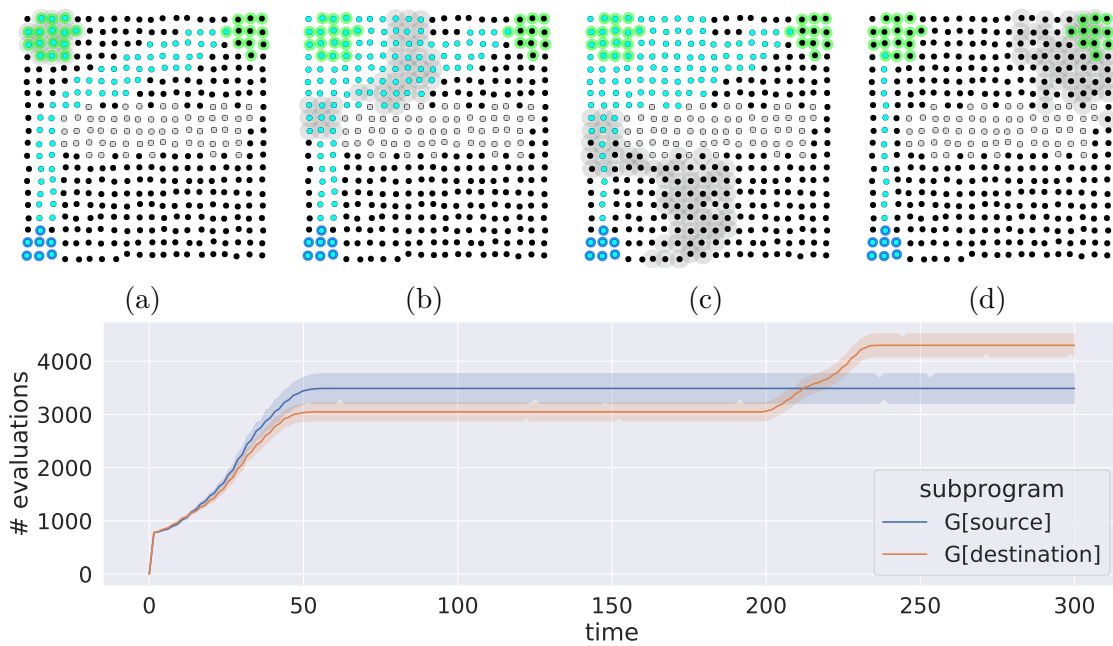 (a) (b) (c) (d)
# evaluations
4000
3000
2000
1000
0
subprogram
G[source]
G[destination]
0 50 100 150 200 250 300
time